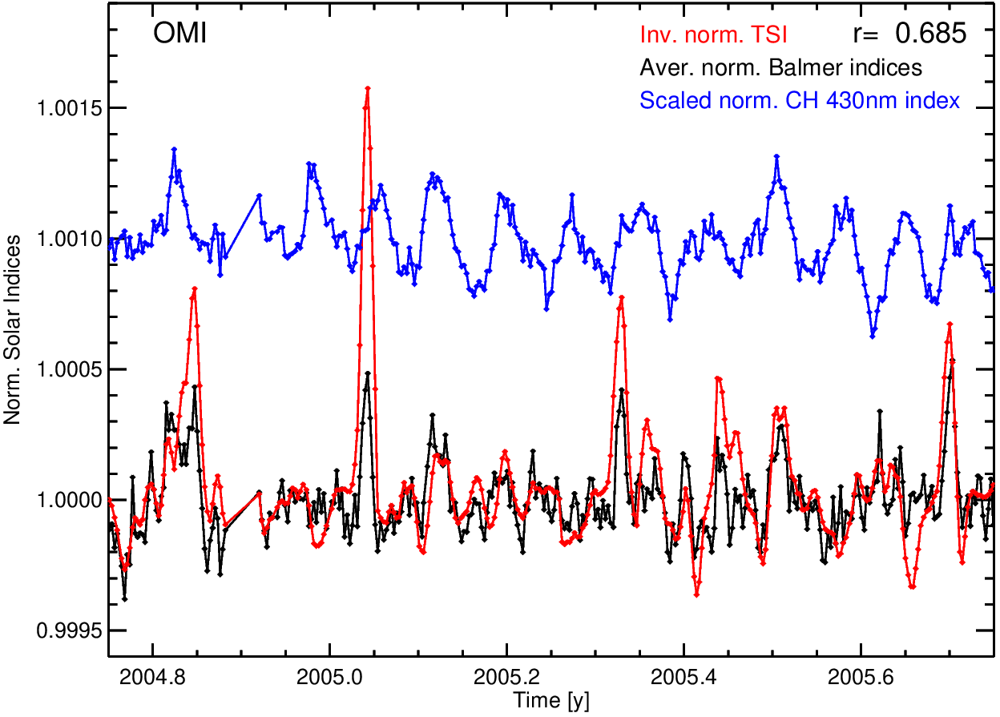 OMI
Inv. norm. TSI r= 0.685
Aver. norm. Balmer indices
Scaled norm. CH 430nm index
Norm. Solar Indices
1.0015
1.0010
1.0005
1.0000
0.9995
2004.8 2005.0 2005.2 2005.4 2005.6
Time [y]